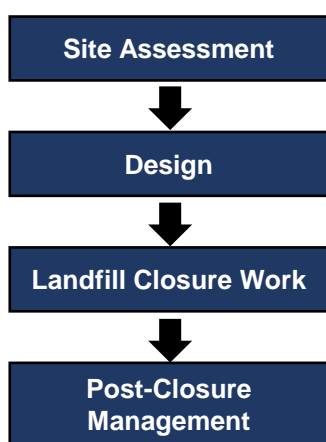 Site Assessment
Design
Landfill Closure Work
Post-Closure
Management